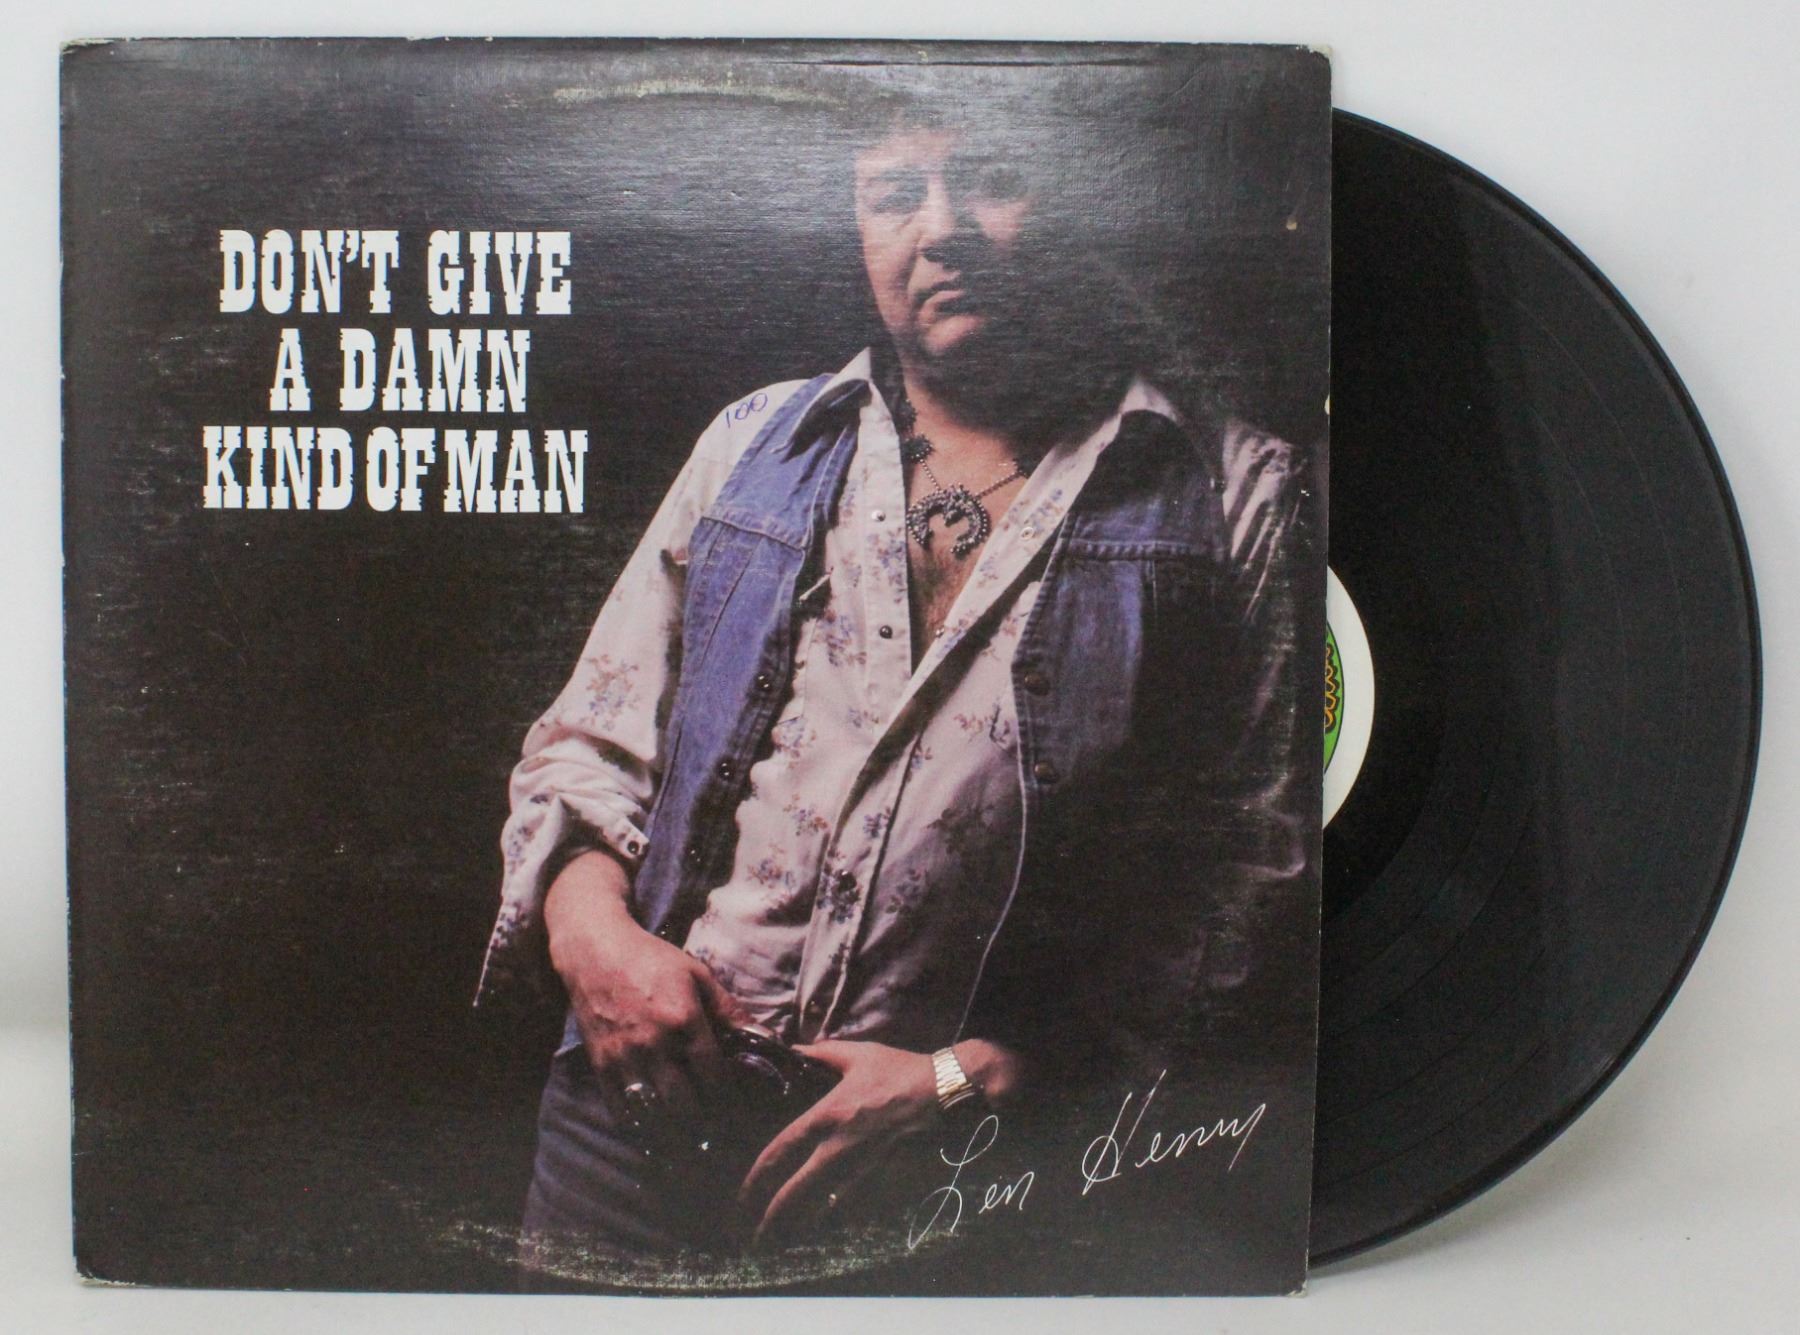 DON'T GIVE
A DAMN
KIND OF MAN
100
Len Henry